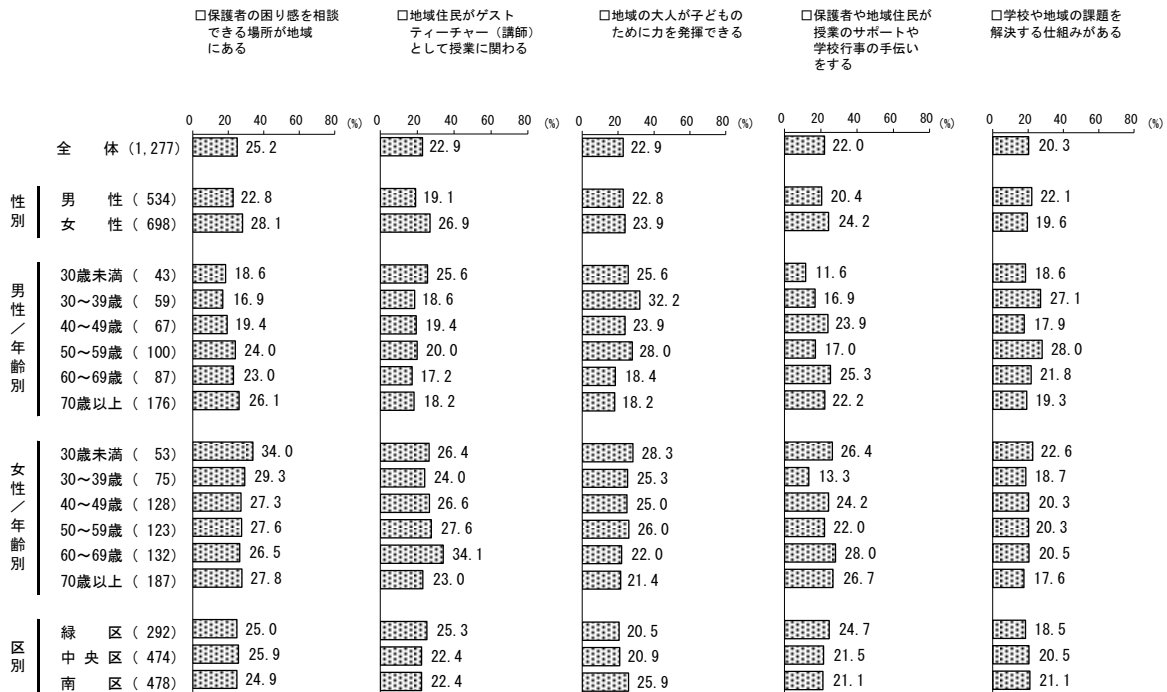 □保護者の困り感を相談
できる場所が地域
にある
□地域住民がゲスト
ティーチャー（講師）
として授業に関わる
□地域の大人が子どもの
ために力を発揮できる
□保護者や地域住民が
授業のサポートや
学校行事の手伝い
をする
□学校や地域の課題を
解決する仕組みがある
0 20 40 60 80 (%) 0 20 40 60 80 (%) 0 20 40 60 80 (%) 0 20 40 60 80 (%) 0 20 40 60 80 (%)
全 体 (1,277) 25.2 22.9 22.9 22.0 20.3
性別
男 性 ( 534) 22.8 19.1 22.8 20.4 22.1
女 性 ( 698) 28.1 26.9 23.9 24.2 19.6
男性／年齢別
30歳未満 ( 43) 18.6 25.6 25.6 11.6 18.6
30～39歳 ( 59) 16.9 18.6 32.2 16.9 27.1
40～49歳 ( 67) 19.4 19.4 23.9 23.9 17.9
50～59歳 ( 100) 24.0 20.0 28.0 17.0 28.0
60～69歳 ( 87) 23.0 17.2 18.4 25.3 21.8
70歳以上 ( 176) 26.1 18.2 18.2 22.2 19.3
女性／年齢別
30歳未満 ( 53) 34.0 26.4 28.3 26.4 22.6
30～39歳 ( 75) 29.3 24.0 25.3 13.3 18.7
40～49歳 ( 128) 27.3 26.6 25.0 24.2 20.3
50～59歳 ( 123) 27.6 27.6 26.0 22.0 20.3
60～69歳 ( 132) 26.5 34.1 22.0 28.0 20.5
70歳以上 ( 187) 27.8 23.0 21.4 26.7 17.6
区別
緑 区 ( 292) 25.0 25.3 20.5 24.7 18.5
中 央 区 ( 474) 25.9 22.4 20.9 21.5 20.5
南 区 ( 478) 24.9 22.4 25.9 21.1 21.1